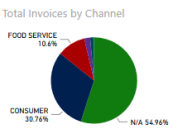 Total Invoices by Channel
FOOD SERVICE
10.6%
CONSUMER
30.76%
N/A 54.96%